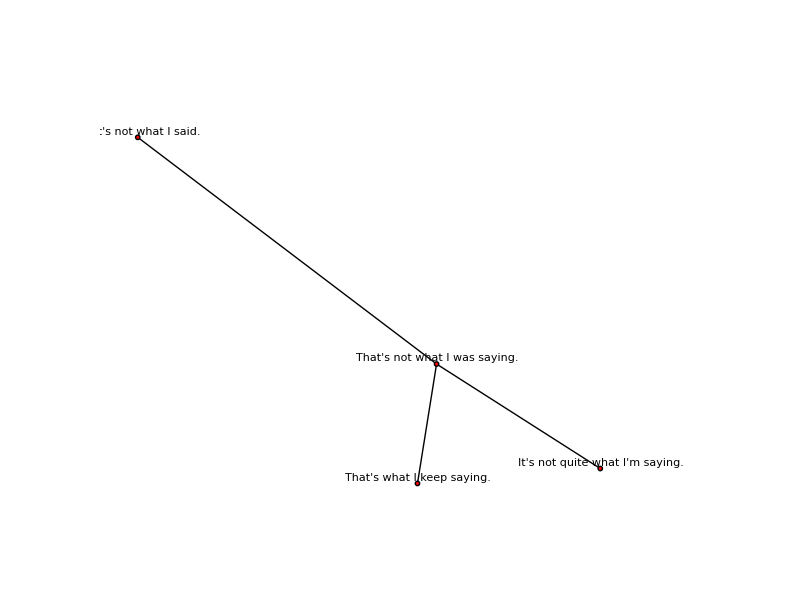 :'s not what I said.
That's not what I was saying.
It's not quite what I'm saying.
That's what I keep saying.